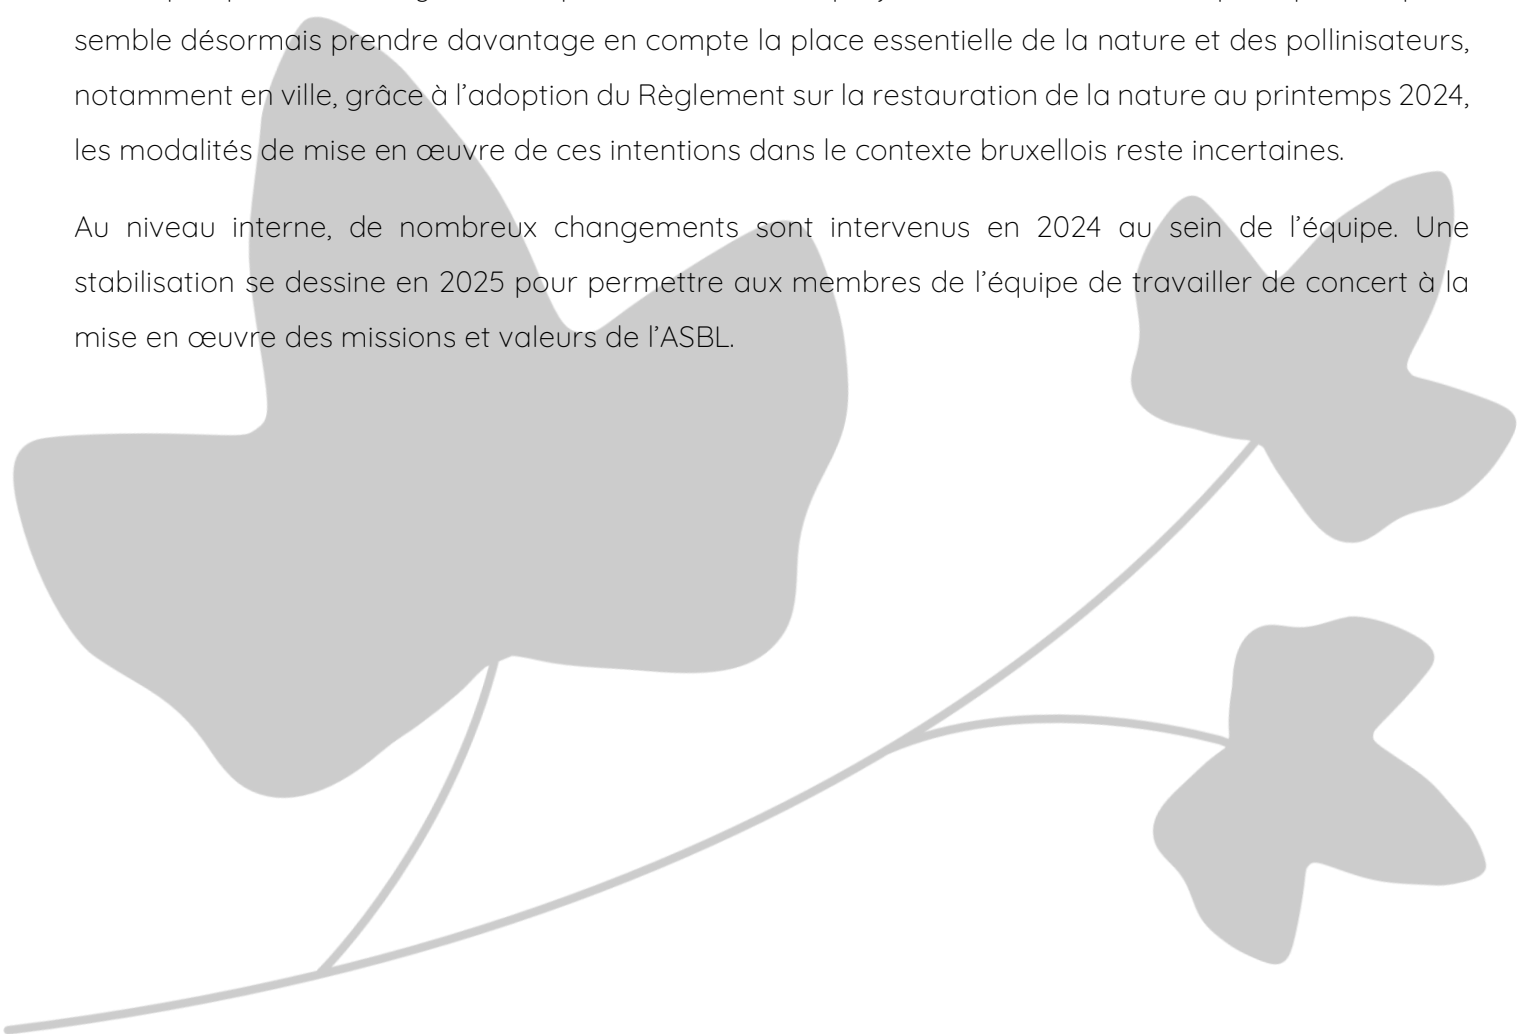 semble désormais prendre davantage en compte la place essentielle de la nature et des pollinisateurs,
notamment en ville, grâce à l’adoption du Règlement sur la restauration de la nature au printemps 2024,
les modalités de mise en œuvre de ces intentions dans le contexte bruxellois reste incertaines.
Au niveau interne, de nombreux changements sont intervenus en 2024 au sein de l’équipe. Une
stabilisation se dessine en 2025 pour permettre aux membres de l’équipe de travailler de concert à la
mise en œuvre des missions et valeurs de l’ASBL.